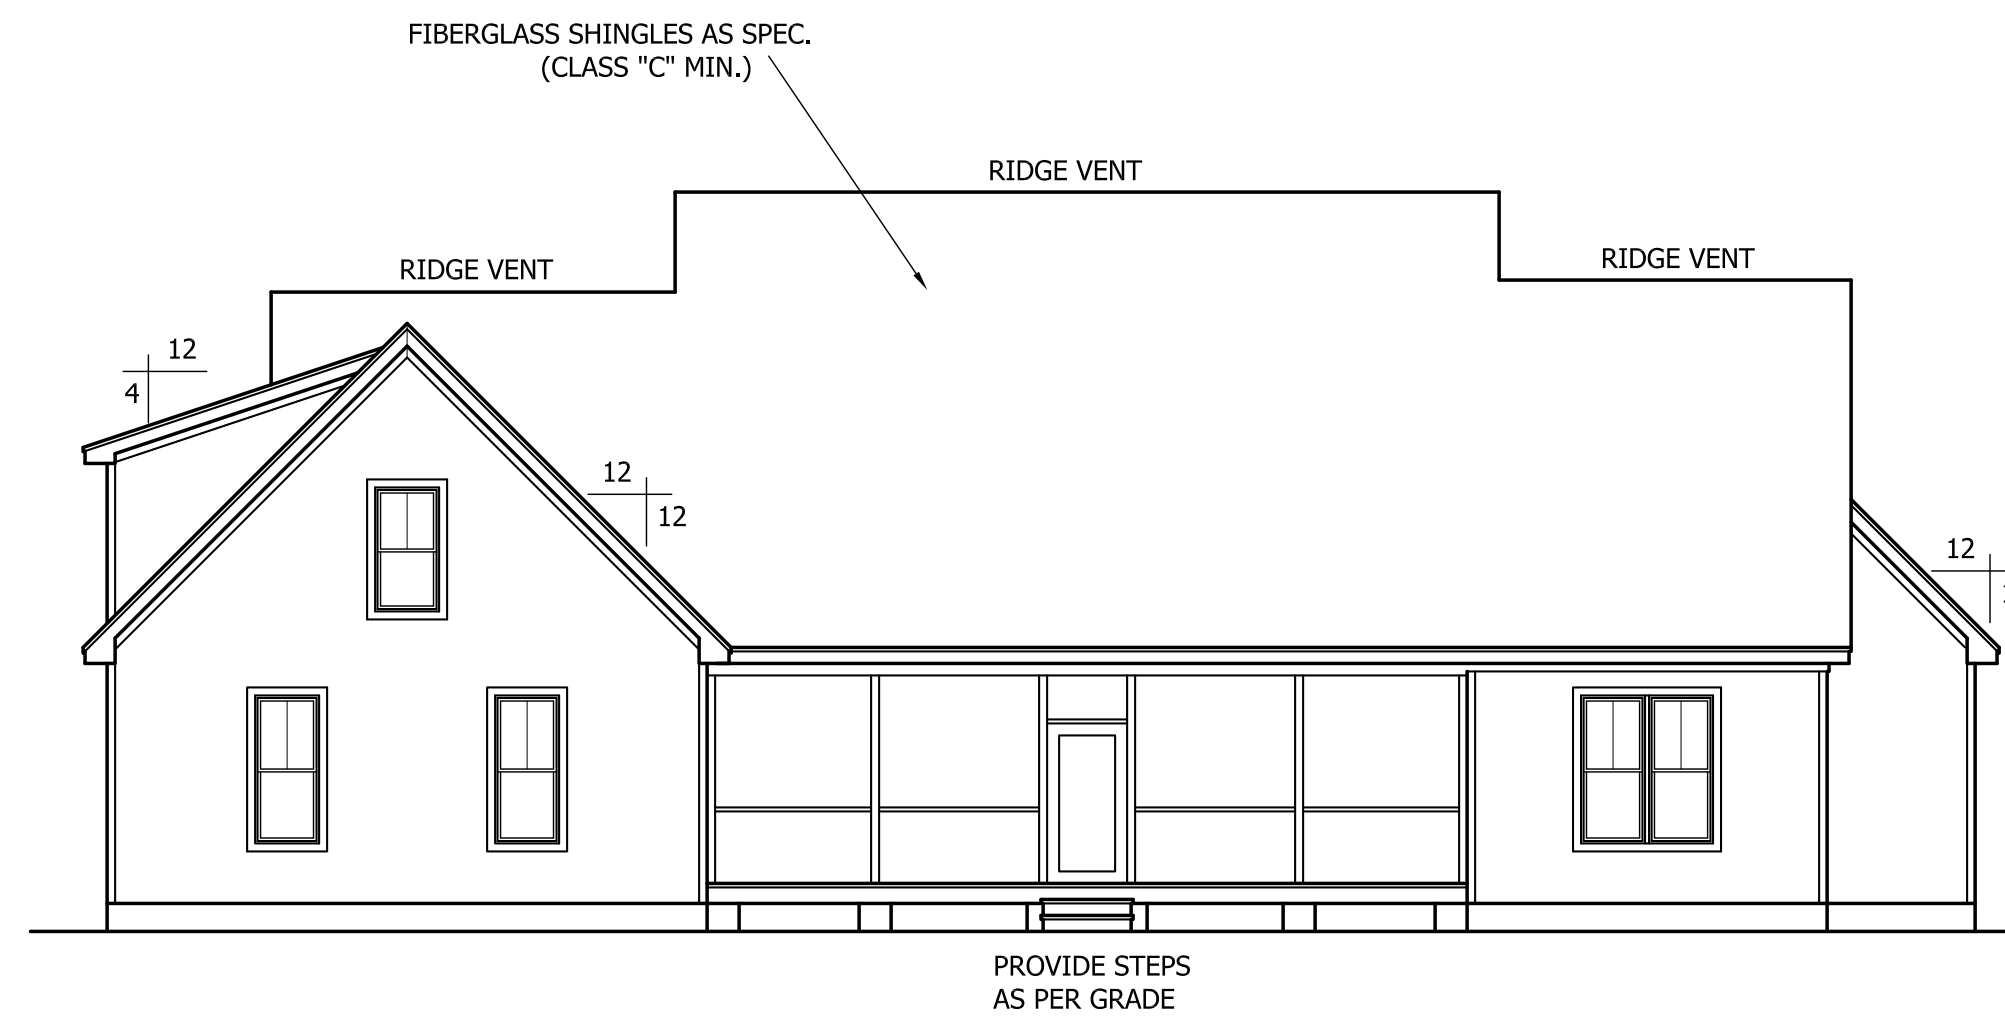 FIBERGLASS SHINGLES AS SPEC.
(CLASS "C" MIN.)
RIDGE VENT
RIDGE VENT
RIDGE VENT
12
4
12
12
12
PROVIDE STEPS
AS PER GRADE